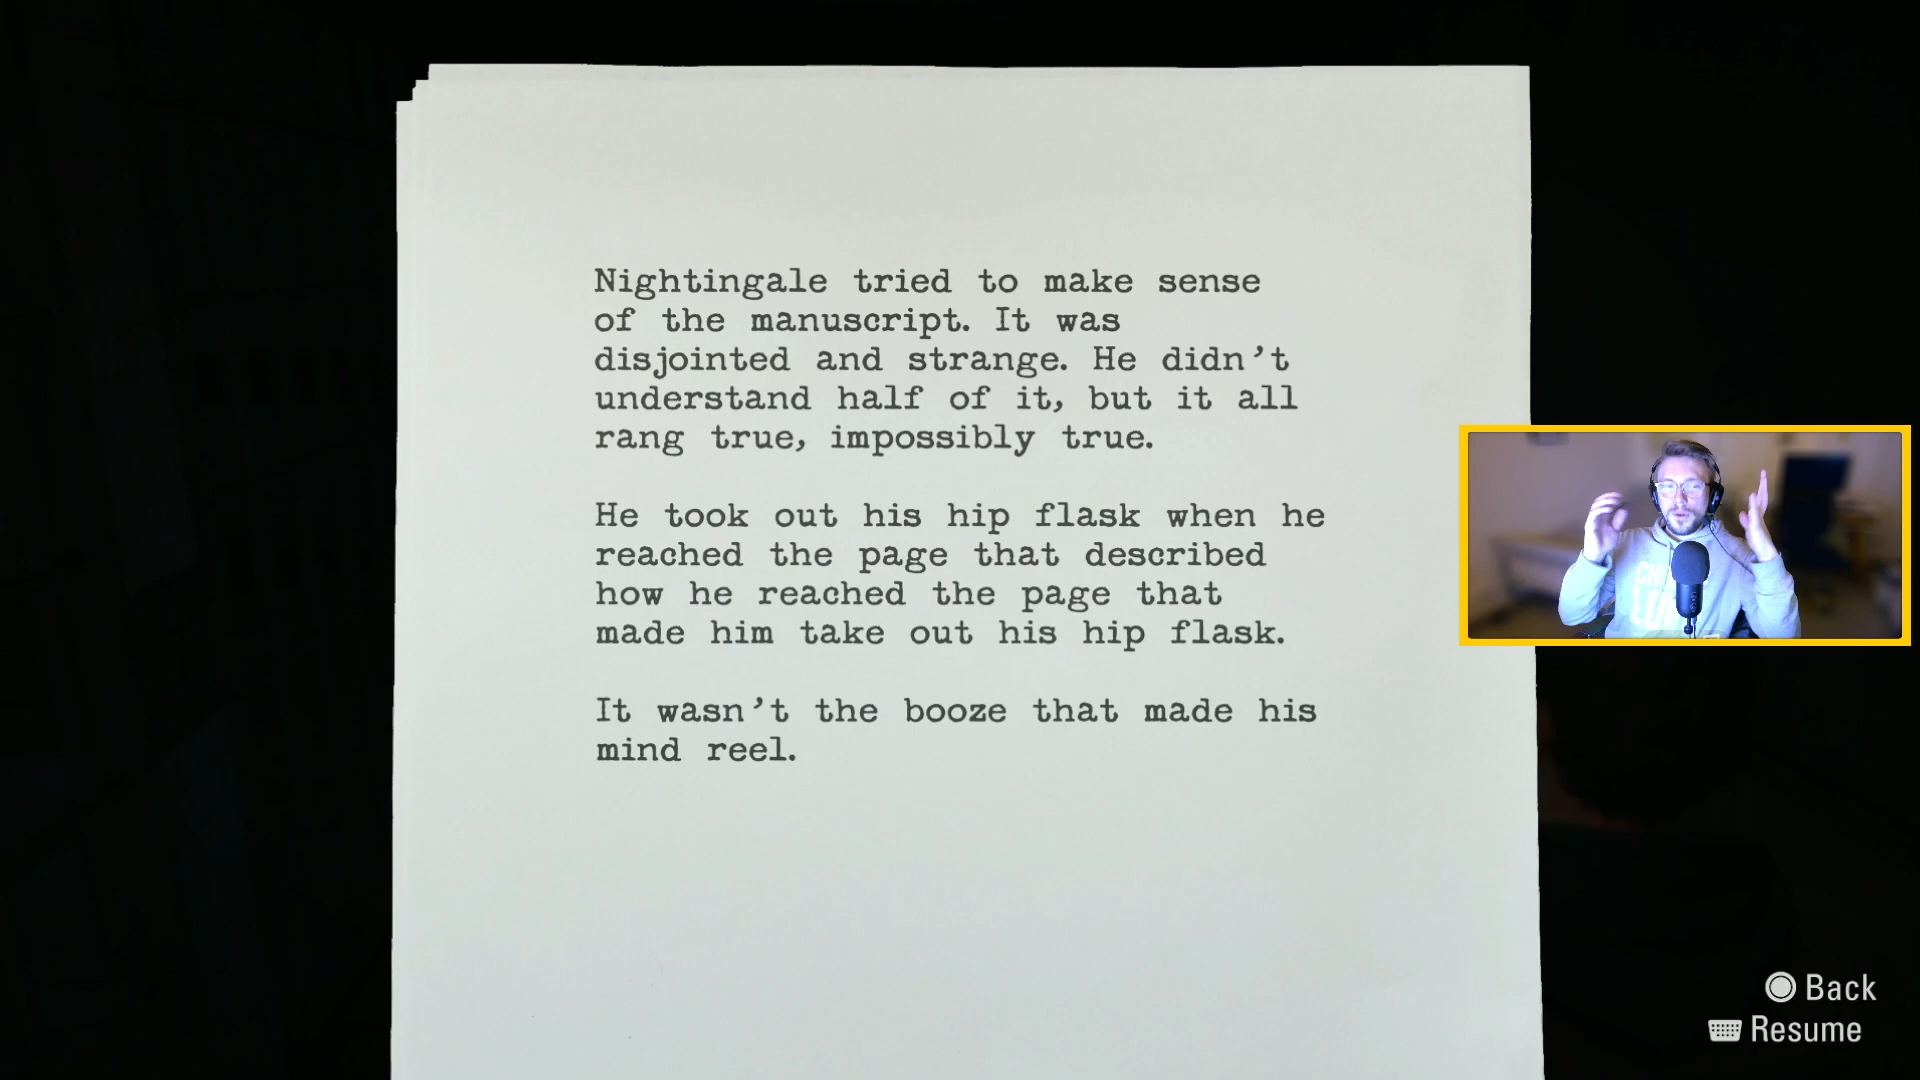 Nightingale tried to make sense
of the manuscript. It was
disjointed and strange. He didn’t
understand half of it, but it all
rang true, impossibly true.
He took out his hip flask when he
reached the page that described
how he reached the page that
made him take out his hip flask.
It wasn’t the booze that made his
mind reel.
Back
Resume